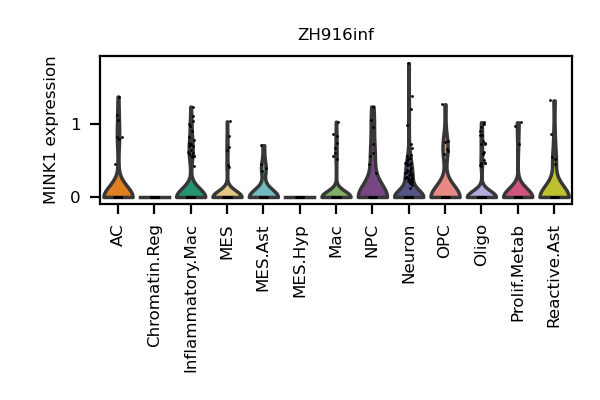 ZH916inf
MINK1 expression
1
0
AC
Chromatin.Reg
Inflammatory.Mac
MES
MES.Ast
MES.Hyp
Mac
NPC
Neuron
OPC
Oligo
Prolif.Metab
Reactive.Ast